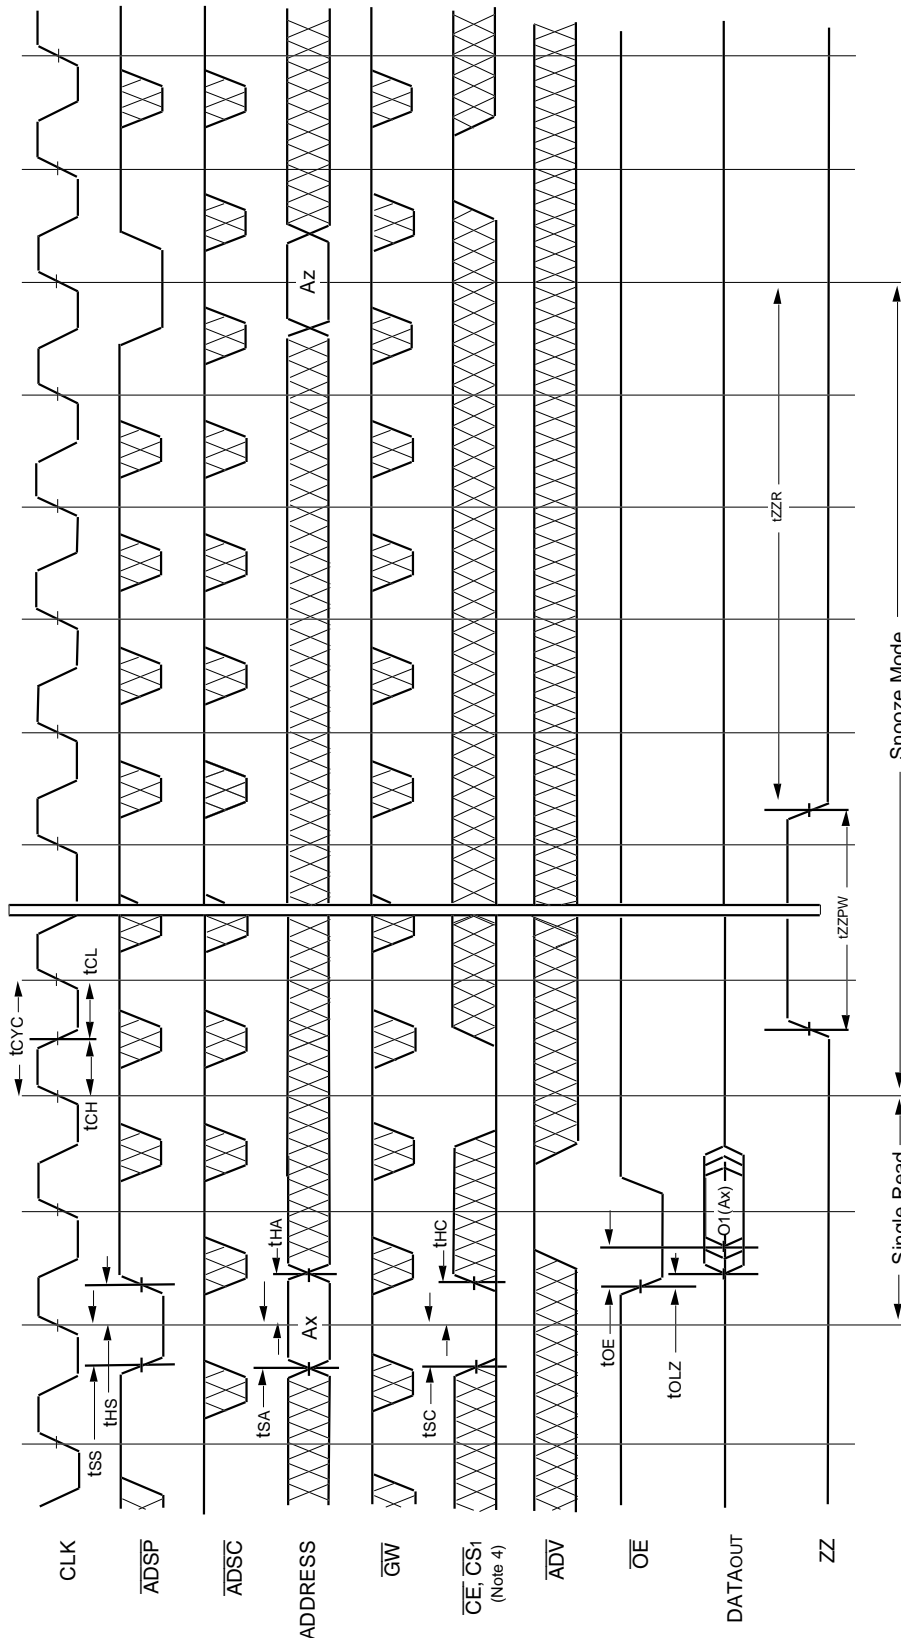 CLK
ADSP
ADSC
ADDRESS
GW
CE, CS1
(Note 4)
ADV
OE
DATAOUT
ZZ
tCYC
tCH
tCL
tSS
tHS
tSA
tHA
Ax
Az
tSC
tHC
tOE
tOLZ
O1(Ax)
tZZPW
tZZR
Single Read
Snooze Mode